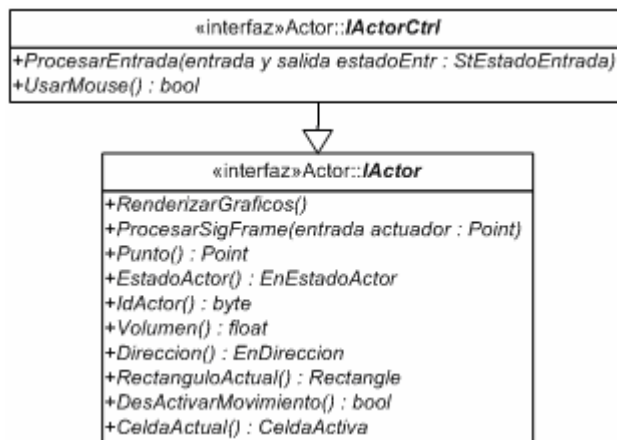 «interfaz»Actor::IActorCtrl
+ProcesarEntrada(entrada y salida estadoEntr : StEstadoEntrada)
+UsarMouse() : bool
«interfaz»Actor::IActor
+RenderizarGraficos()
+ProcesarSigFrame(entrada actuador : Point)
+Punto() : Point
+EstadoActor() : EnEstadoActor
+IdActor() : byte
+Volumen() : float
+Direccion() : EnDireccion
+RectanguloActual() : Rectangle
+DesActivarMovimiento() : bool
+CeldaActual() : CeldaActiva